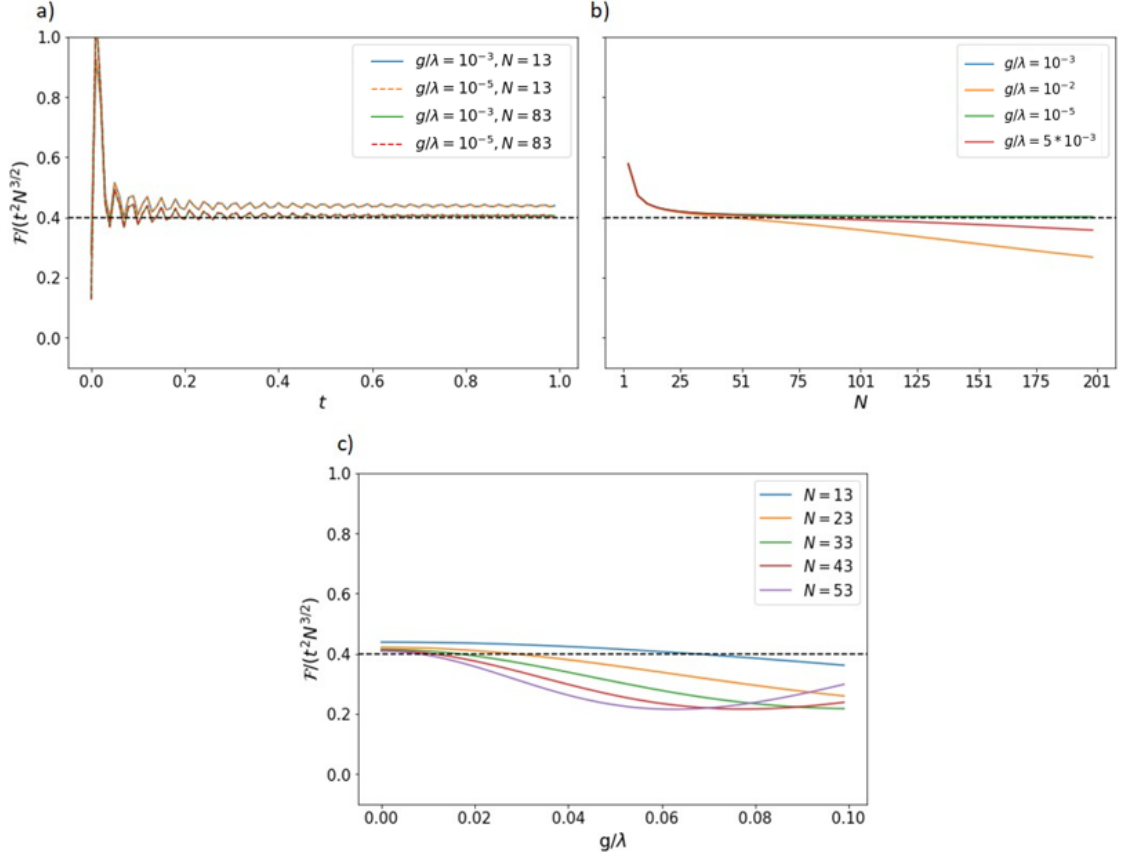 a)
1.0
0.8
0.6
0.4
0.2
0.0
F/(t²N³/²)
g/λ = 10⁻³, N = 13
g/λ = 10⁻⁵, N = 13
g/λ = 10⁻³, N = 83
g/λ = 10⁻⁵, N = 83
0.0 0.2 0.4 0.6 0.8 1.0
t
b)
g/λ = 10⁻³
g/λ = 10⁻²
g/λ = 10⁻⁵
g/λ = 5 * 10⁻³
1 25 51 75 101 125 151 175 201
N
c)
1.0
0.8
0.6
0.4
0.2
0.0
F/(t²N³/²)
N = 13
N = 23
N = 33
N = 43
N = 53
0.00 0.02 0.04 0.06 0.08 0.10
g/λ